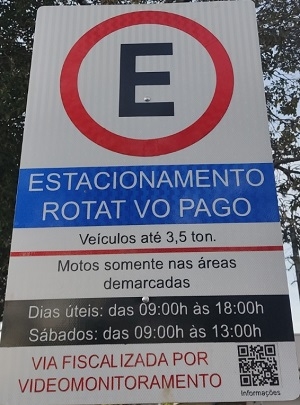 E
ESTACIONAMENTO
ROTAT VO PAGO
Veículos até 3,5 ton.
Motos somente nas áreas
demarcadas
Dias úteis: das 09:00h às 18:00h
Sábados: das 09:00h às 13:00h
VIA FISCALIZADA POR
VIDEOMONITORAMENTO
Informações